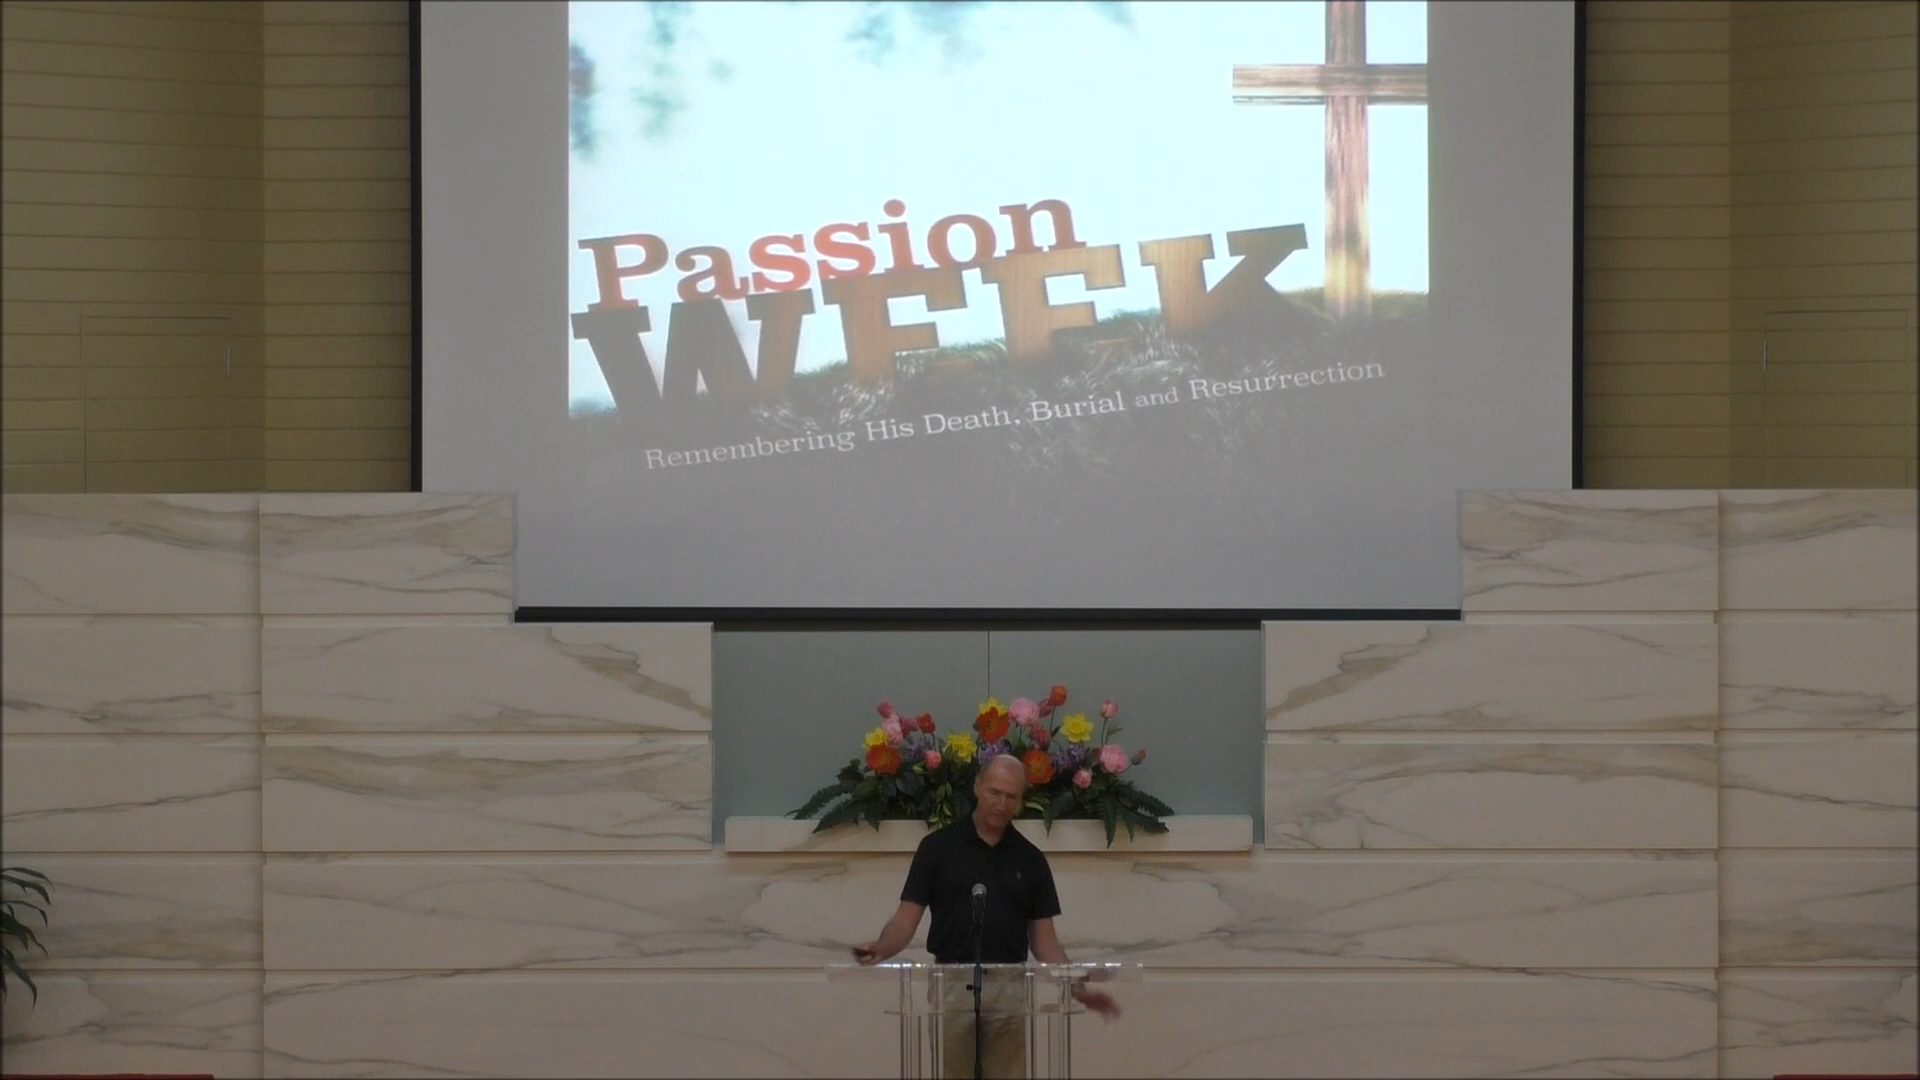 Passion
WEEK
Remembering His Death, Burial and Resurrection